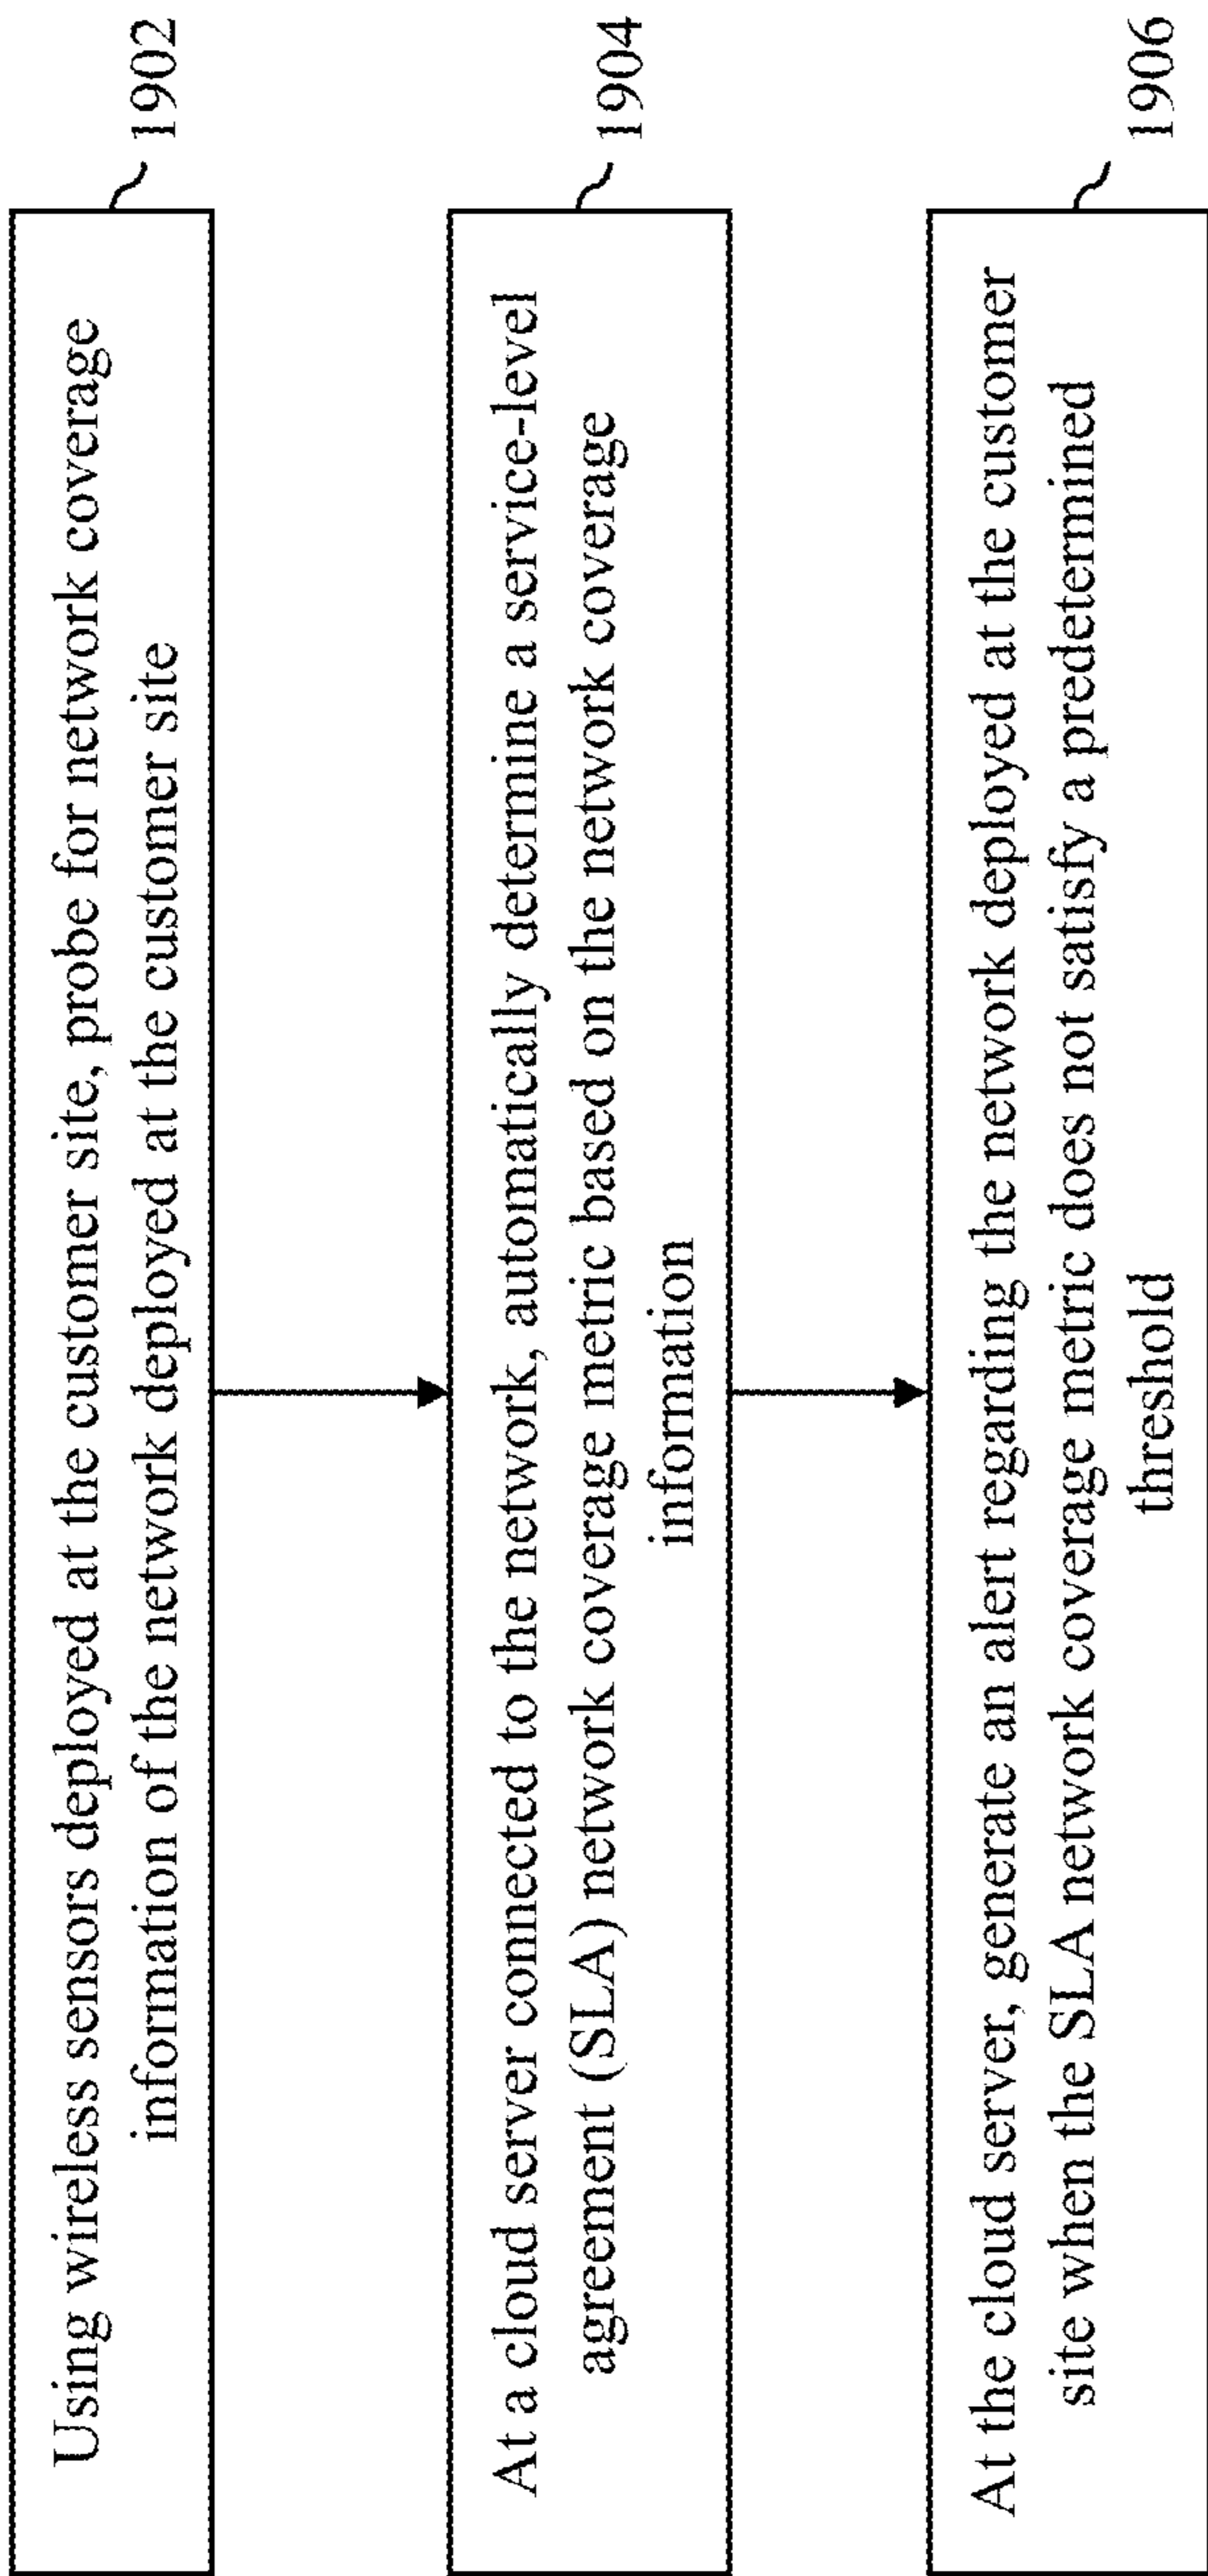 Using wireless sensors deployed at the customer site, probe for network coverage
information of the network deployed at the customer site
1902
At a cloud server connected to the network, automatically determine a service-level
agreement (SLA) network coverage metric based on the network coverage
information
1904
At the cloud server, generate an alert regarding the network deployed at the customer
site when the SLA network coverage metric does not satisfy a predetermined
threshold
1906